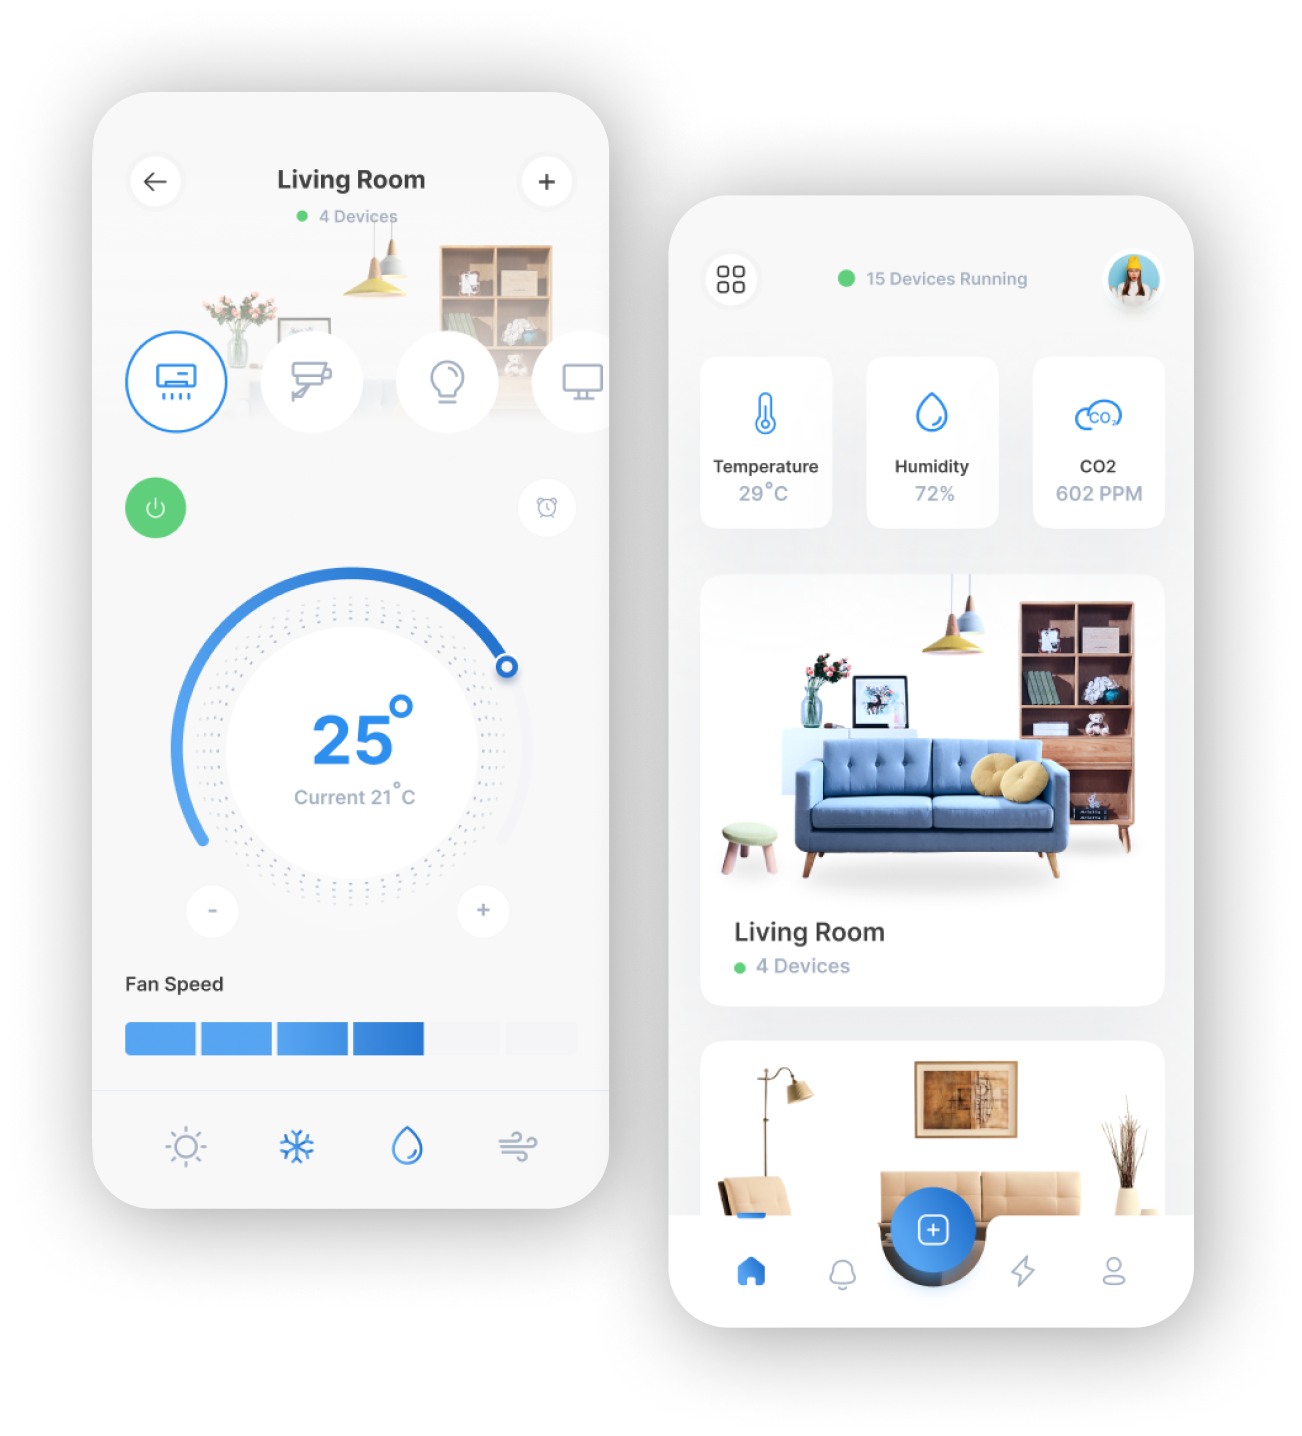 Living Room
4 Devices
25°
Current 21°C
-
+
Fan Speed
15 Devices Running
Temperature
29°C
Humidity
72%
CO₂
CO2
602 PPM
Living Room
4 Devices